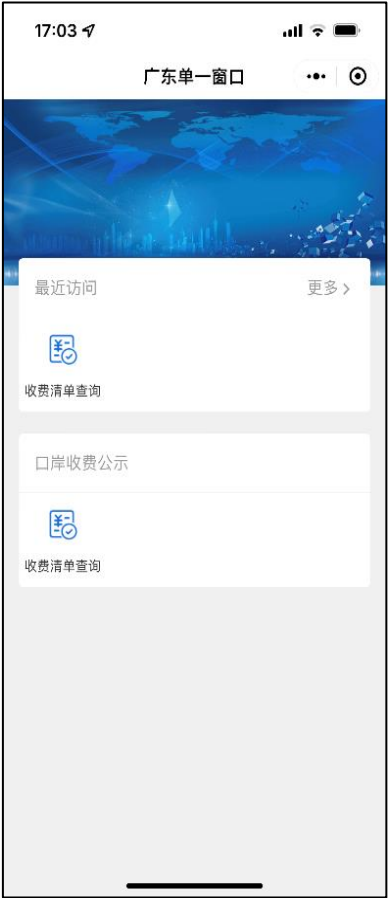 17:03
广东单一窗口
最近访问
更多
收费清单查询
口岸收费公示
收费清单查询